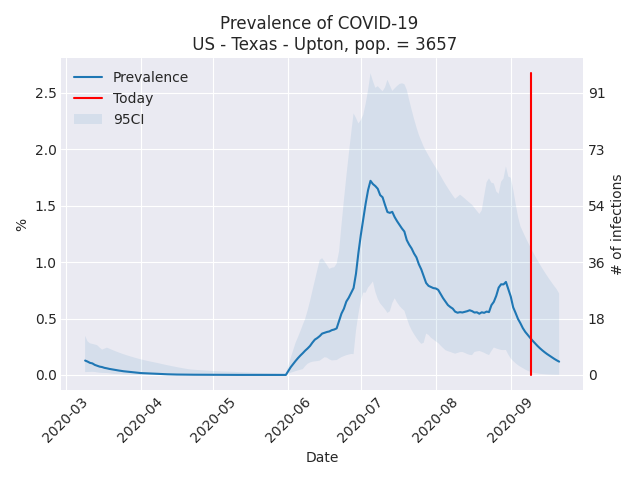 Prevalence of COVID-19
US - Texas - Upton, pop. = 3657
Prevalence
Today
95CI
2.5
2.0
1.5
1.0
0.5
0.0
%
91
73
54
36
18
0
# of infections
2020-03
2020-04
2020-05
2020-06
2020-07
2020-08
2020-09
Date